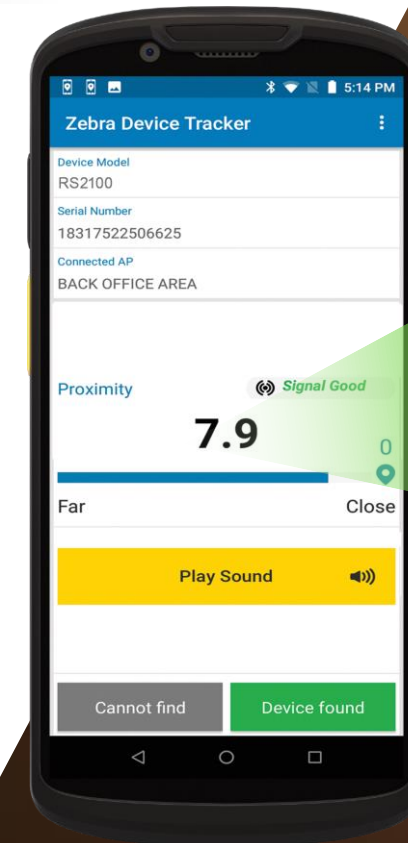 5:14 PM
Zebra Device Tracker
Device Model
RS2100
Serial Number
18317522506625
Connected AP
BACK OFFICE AREA
Proximity
Signal Good
7.9
0
Far
Close
Play Sound
Cannot find
Device found